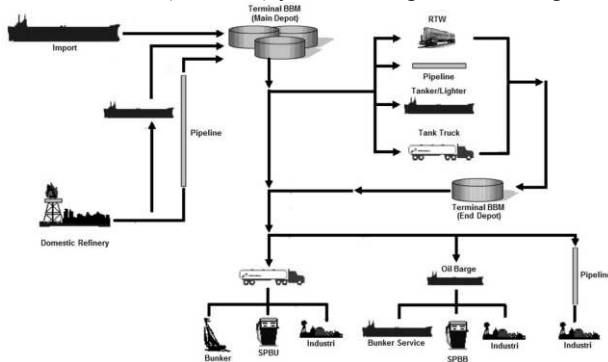 Terminal BBM
(Main Depot)
RTW
Import
Pipeline
Tanker/Lighter
Pipeline
Tank Truck
Terminal BBM
(End Depot)
Domestic Refinery
Oil Barge
Pipeline
Bunker
SPBU
Industri
Bunker Service
SPBB
Industri
Industri